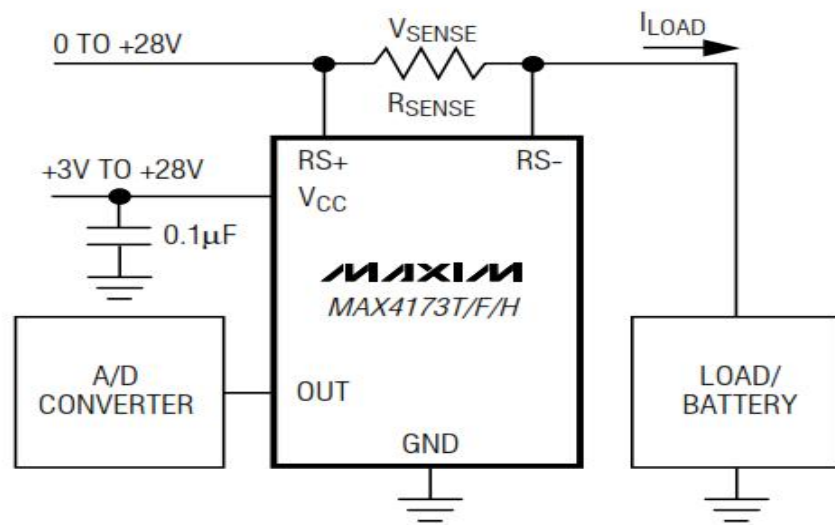 0 TO +28V
VSENSE
ILOAD
RSENSE
RS+
RS-
+3V TO +28V
VCC
0.1μF
MAXIM
MAX4173T/F/H
A/D
CONVERTER
OUT
LOAD/
BATTERY
GND